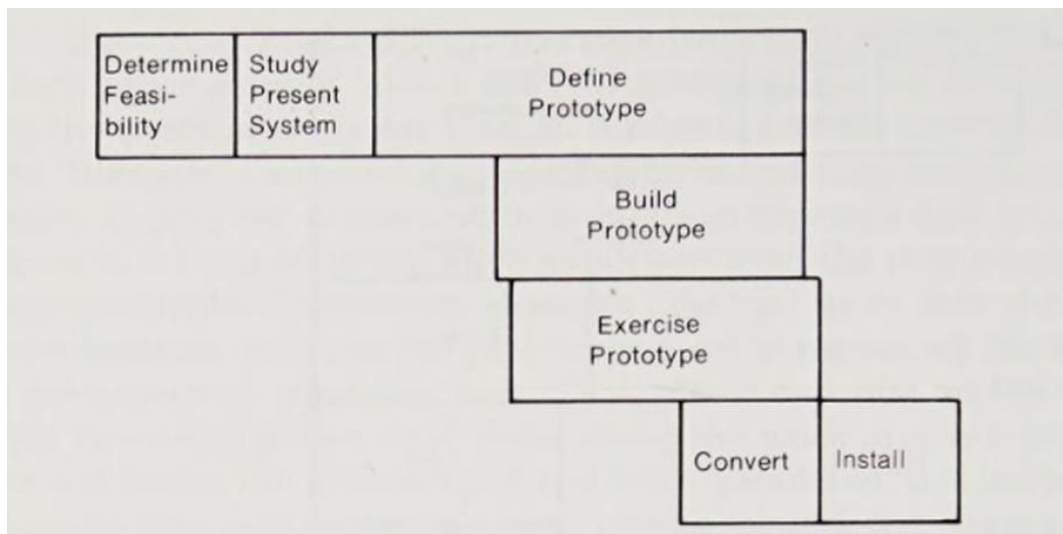 Determine
Feasi-
bility
Study
Present
System
Define
Prototype
Build
Prototype
Exercise
Prototype
Convert
Install